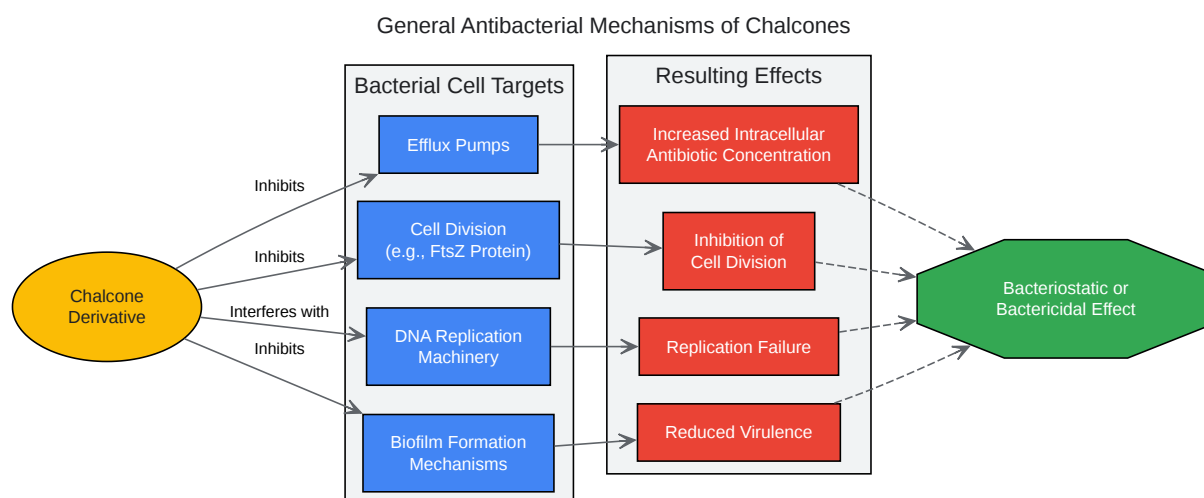 General Antibacterial Mechanisms of Chalcones
Bacterial Cell Targets
Resulting Effects
Efflux Pumps
Increased Intracellular
Antibiotic Concentration
Inhibits
Cell Division
(e.g., FtsZ Protein)
Inhibition of
Cell Division
Inhibits
Chalcone
Derivative
Bacteriostatic or
Bactericidal Effect
Interferes with
DNA Replication
Machinery
Replication Failure
Inhibits
Biofilm Formation
Mechanisms
Reduced Virulence